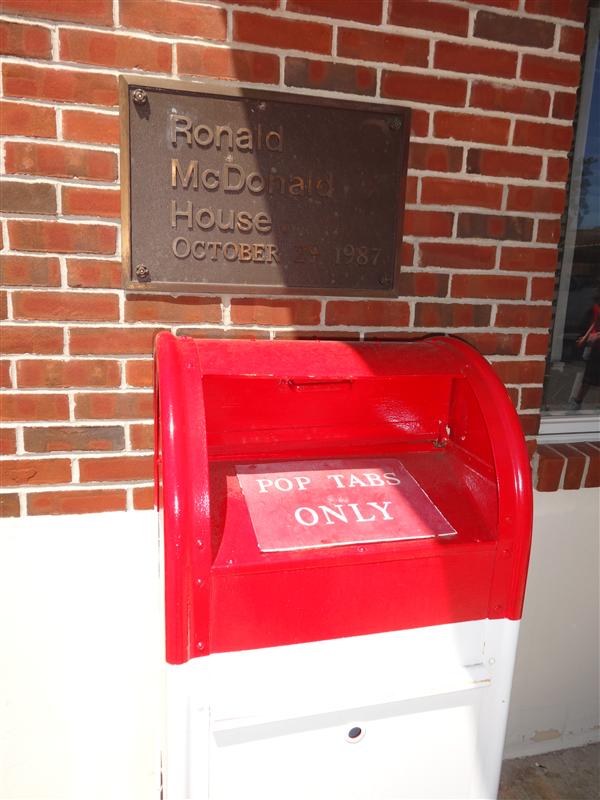 Ronald
McDonald
House
OCTOBER 29, 1987
POP TABS
ONLY